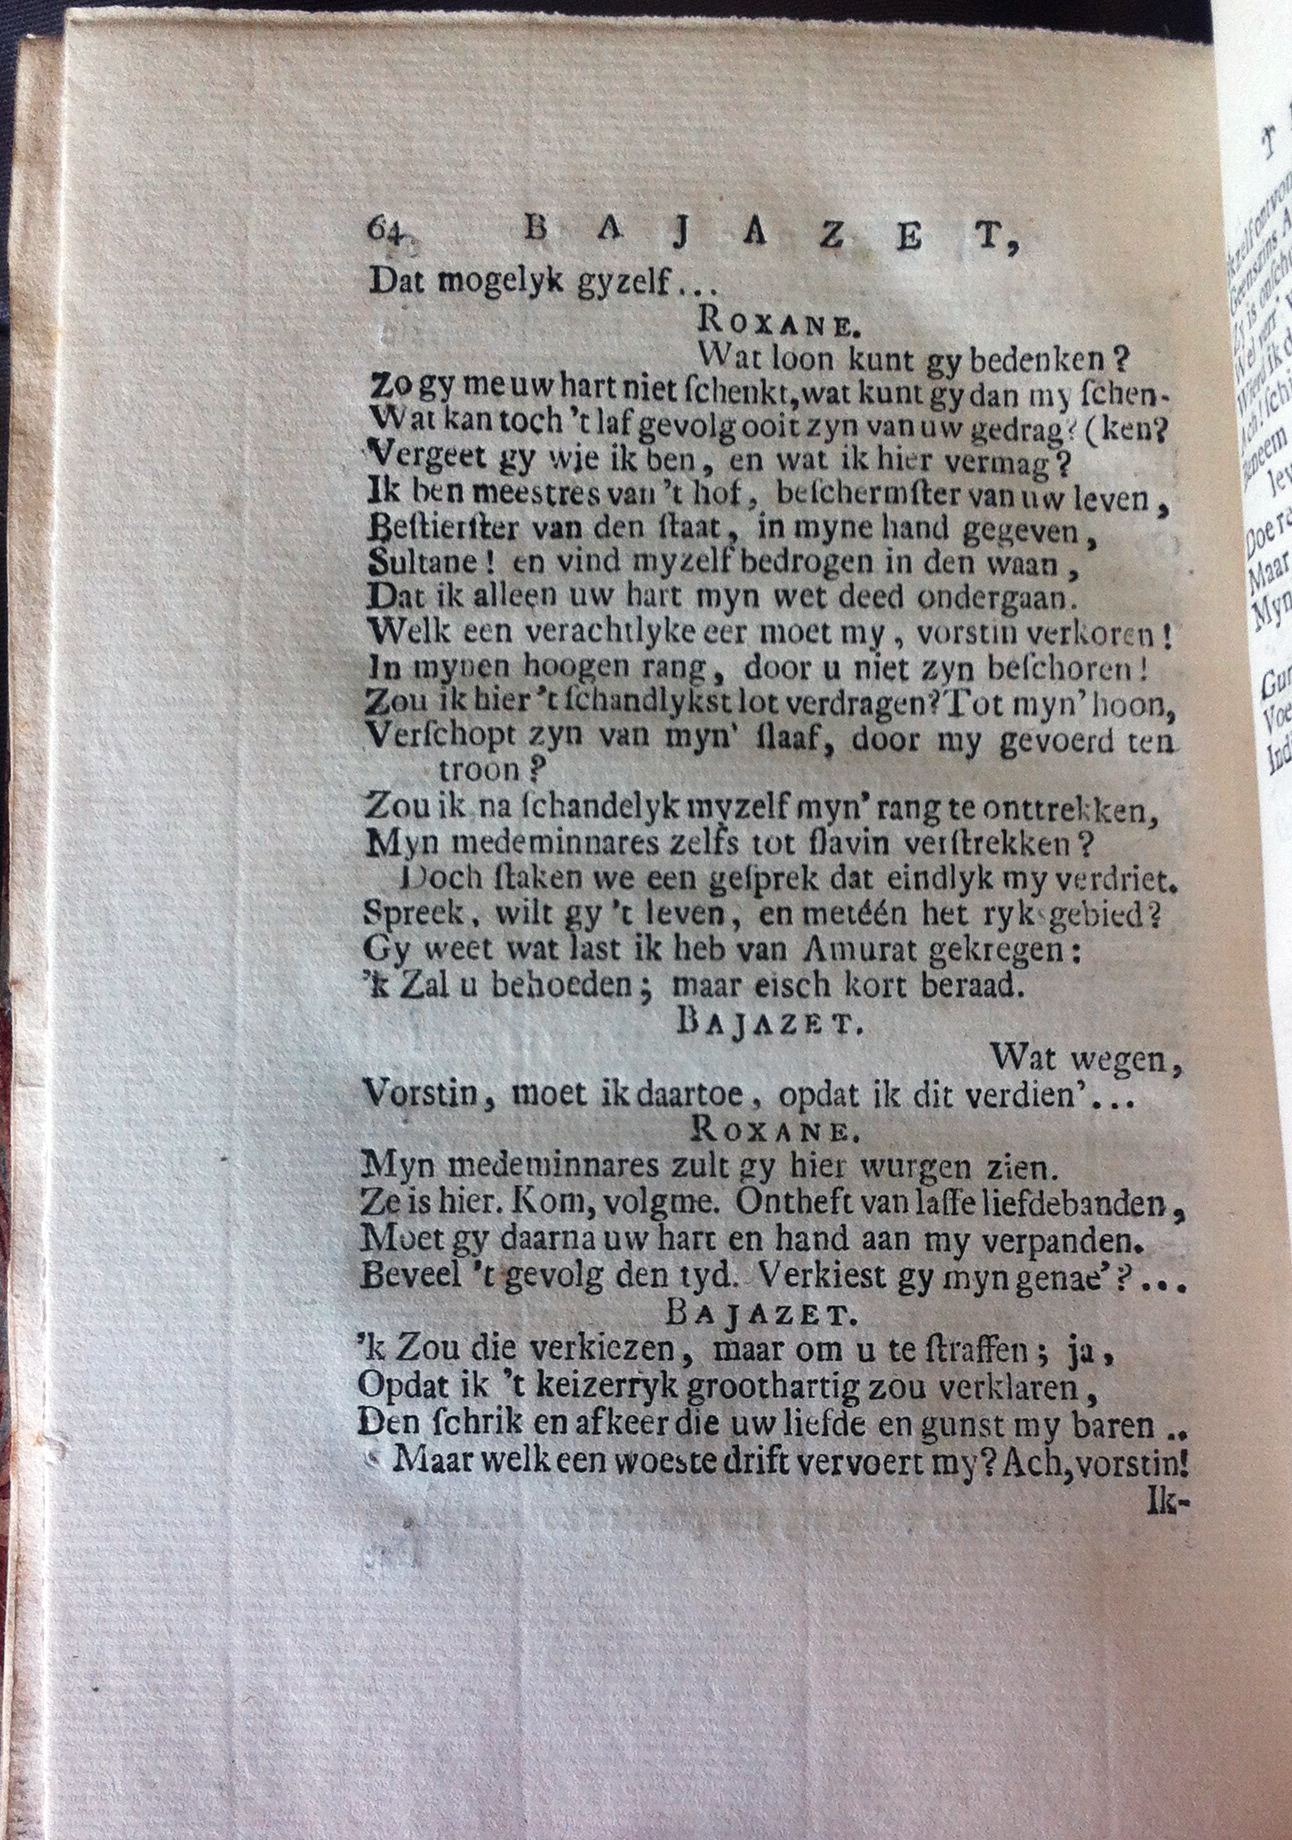 64 BAJAZET,
Dat mogelyk gyzelf...
ROXANE.
Wat loon kunt gy bedenken?
Zo gy me uw hart niet ſchenkt, wat kunt gy dan my ſchen-
Wat kan toch 't laf gevolg ooit zyn van uw gedrag? (ken?
Vergeet gy wie ik ben, en wat ik hier vermag?
Ik ben meestres van 't hof, beſchermſter van uw leven,
Beſtierſter van den ſtaat, in myne hand gegeven,
Sultane! en vind myzelf bedrogen in den waan,
Dat ik alleen uw hart myn wet deed ondergaan.
Welk een verachtlyke eer moet my, vorstin verkoren!
In mynen hoogen rang, door u niet zyn beſchoren!
Zou ik hier 't ſchandlykst lot verdragen? Tot myn' hoon,
Verſchopt zyn van myn' ſlaaf, door my gevoerd ten
troon?
Zou ik na ſchandelyk myzelf myn' rang te onttrekken,
Myn medeminnares zelfs tot ſlavin verſtrekken?
Doch ſtaken we een geſprek dat eindlyk my verdriet.
Spreek, wilt gy 't leven, en metéén het ryksgebied?
Gy weet wat last ik heb van Amurat gekregen:
'k Zal u behoeden; maar eisch kort beraad.
BAJAZET.
Wat wegen,
Vorstin, moet ik daartoe, opdat ik dit verdien'...
ROXANE.
Myn medeminnares zult gy hier wurgen zien.
Ze is hier. Kom, volg me. Ontheft van laffe liefdebanden,
Moet gy daarna uw hart en hand aan my verpanden.
Beveel 't gevolg den tyd. Verkiest gy myn genae'?...
BAJAZET.
'k Zou die verkiezen, maar om u te ſtraffen; ja,
Opdat ik 't keizerryk groothartig zou verklaren,
Den ſchrik en afkeer die uw liefde en gunst my baren ..
Maar welk een woeste drift vervoert my? Ach, vorstin!
Ik-